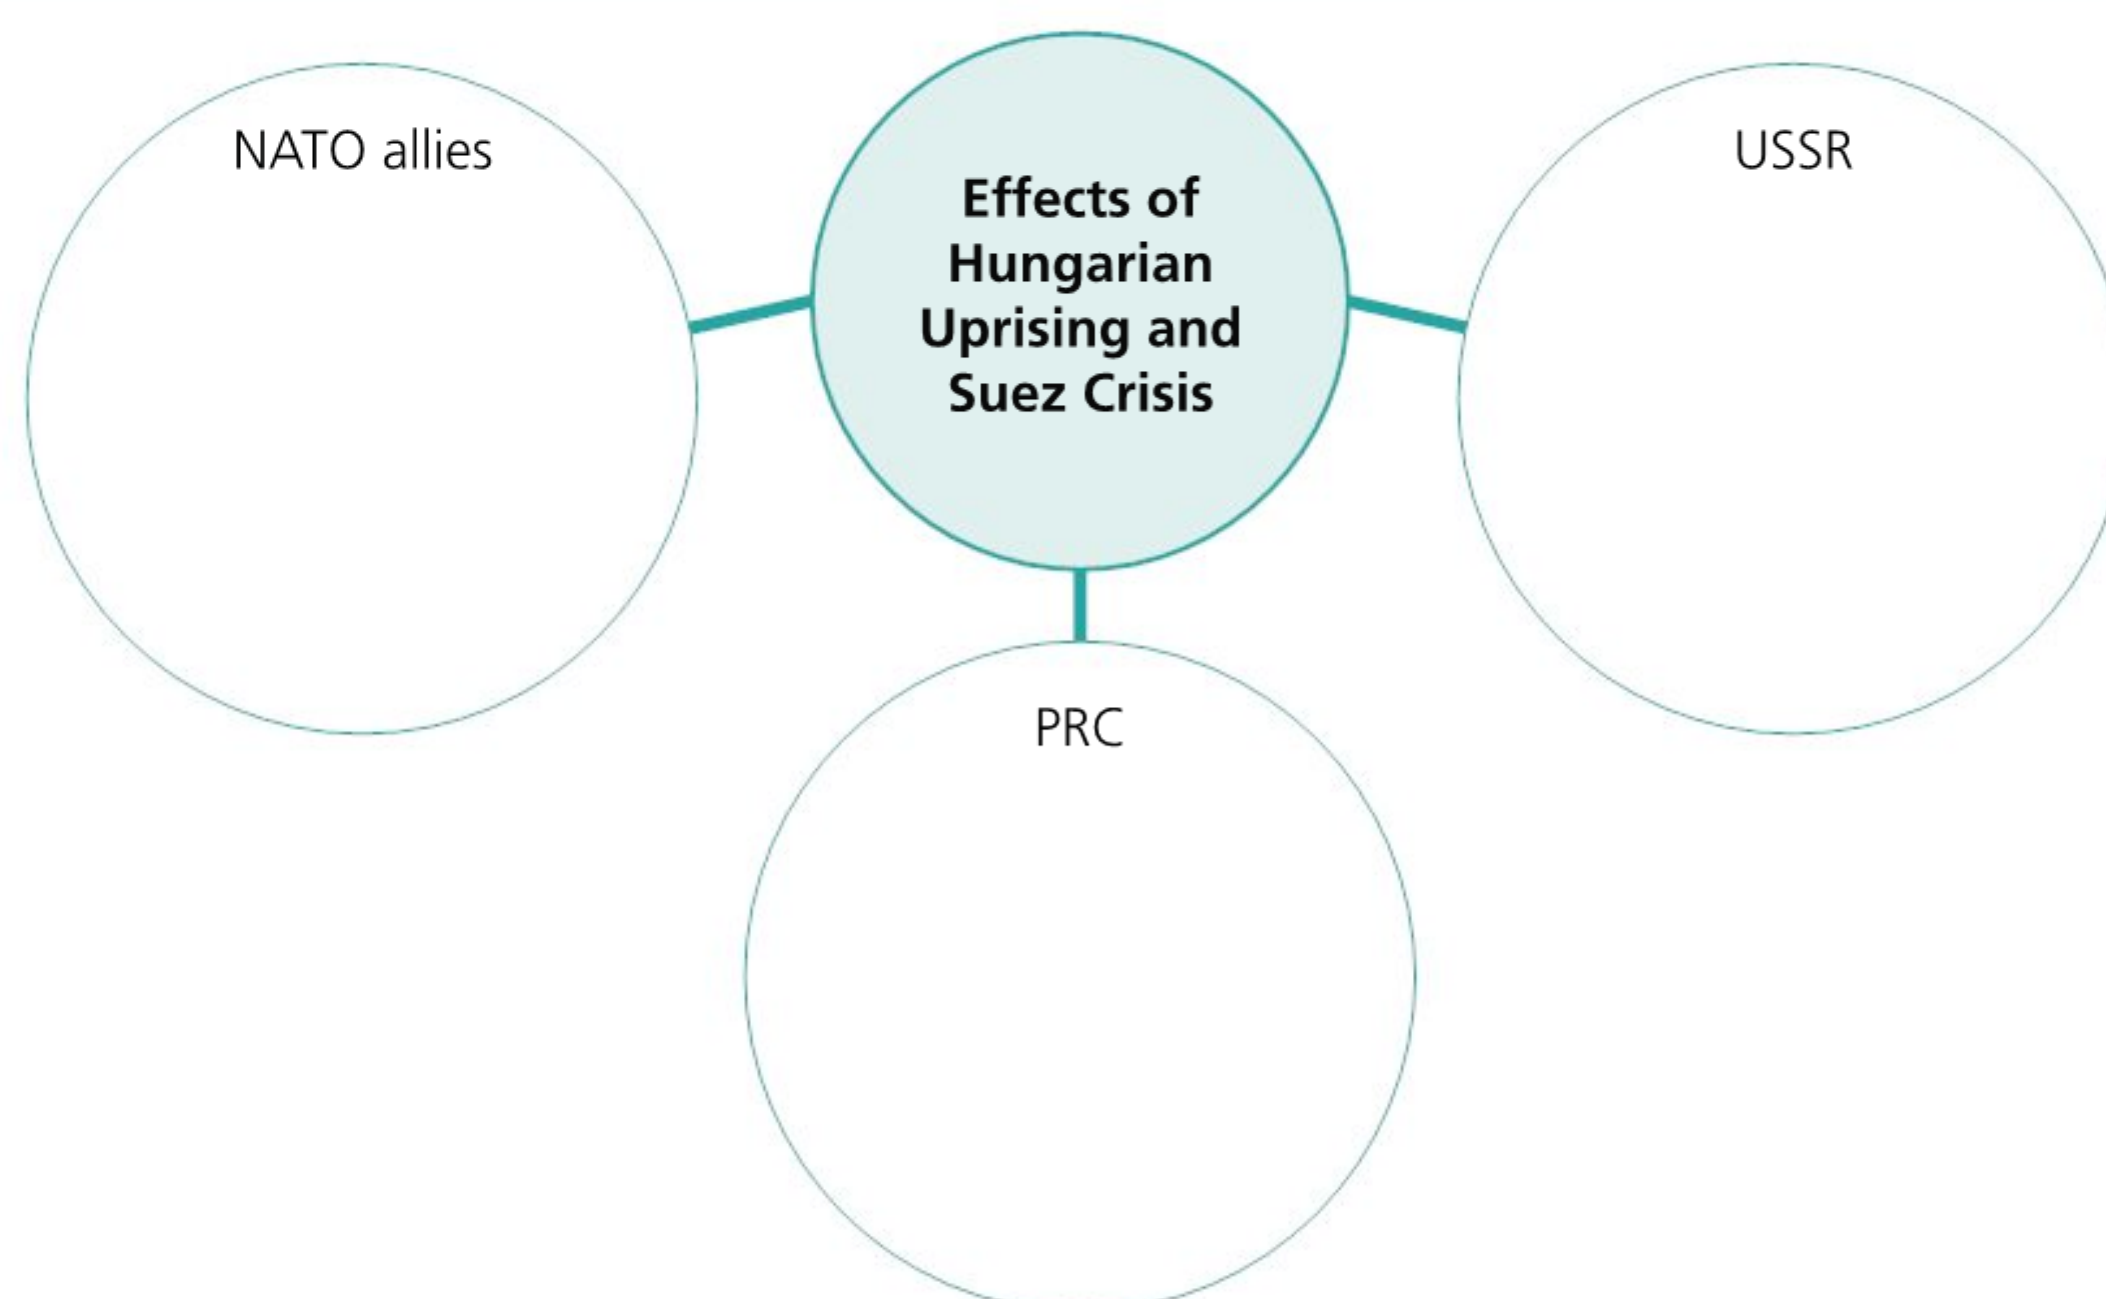 NATO allies
Effects of
Hungarian
Uprising and
Suez Crisis
USSR
PRC